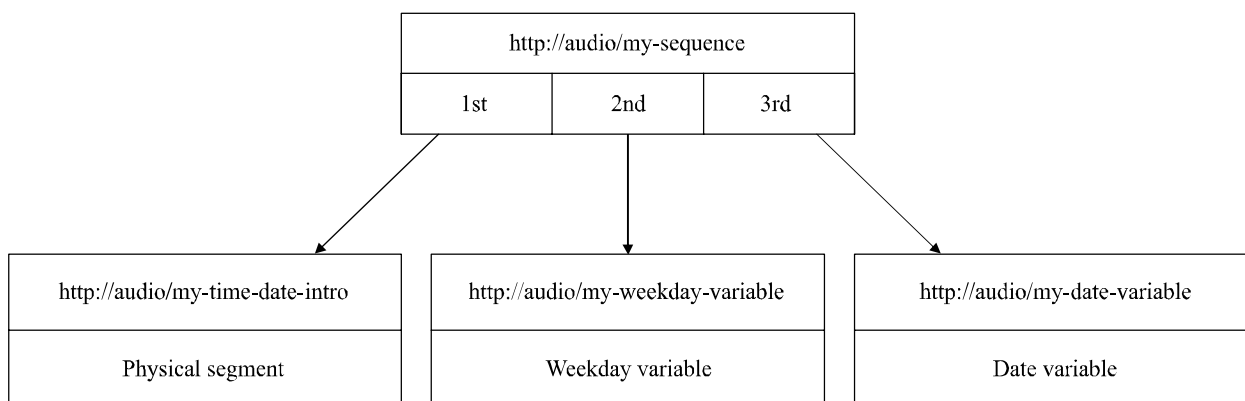 http://audio/my-sequence
1st 2nd 3rd
http://audio/my-time-date-intro http://audio/my-weekday-variable http://audio/my-date-variable
Physical segment Weekday variable Date variable